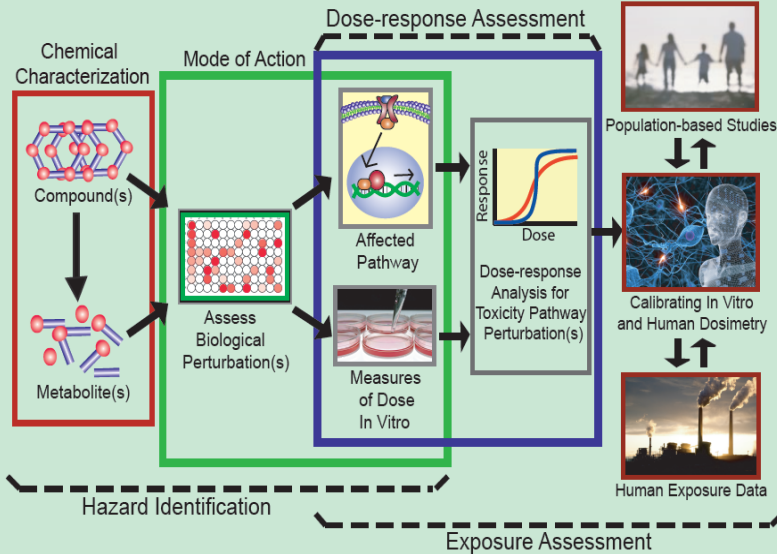 Dose-response Assessment
Chemical
Characterization
Mode of Action
Compound(s)
Metabolite(s)
Assess
Biological
Perturbation(s)
Affected
Pathway
Measures
of Dose
In Vitro
Response
Dose
Dose-response
Analysis for
Toxicity Pathway
Perturbation(s)
Population-based Studies
Calibrating In Vitro
and Human Dosimetry
Human Exposure Data
Hazard Identification
Exposure Assessment